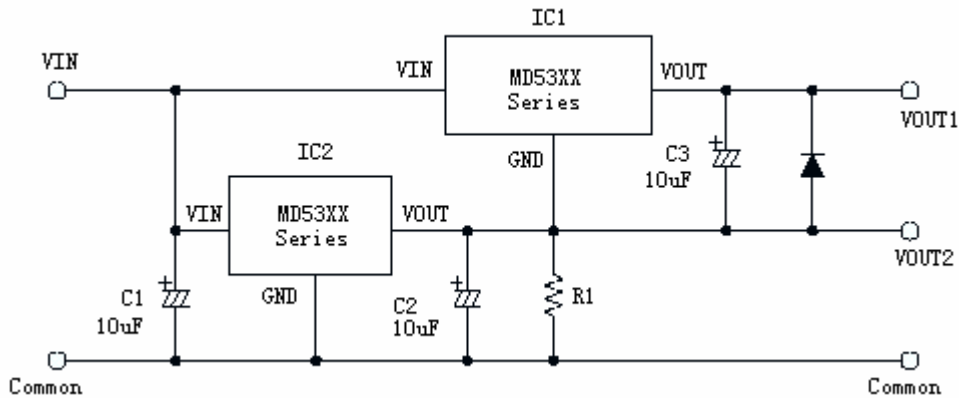 IC1
VIN
VIN
MD53XX
Series
VOUT
VOUT1
GND
C3
10uF
IC2
VIN
MD53XX
Series
VOUT
VOUT2
C1
10uF
GND
C2
10uF
R1
Common
Common